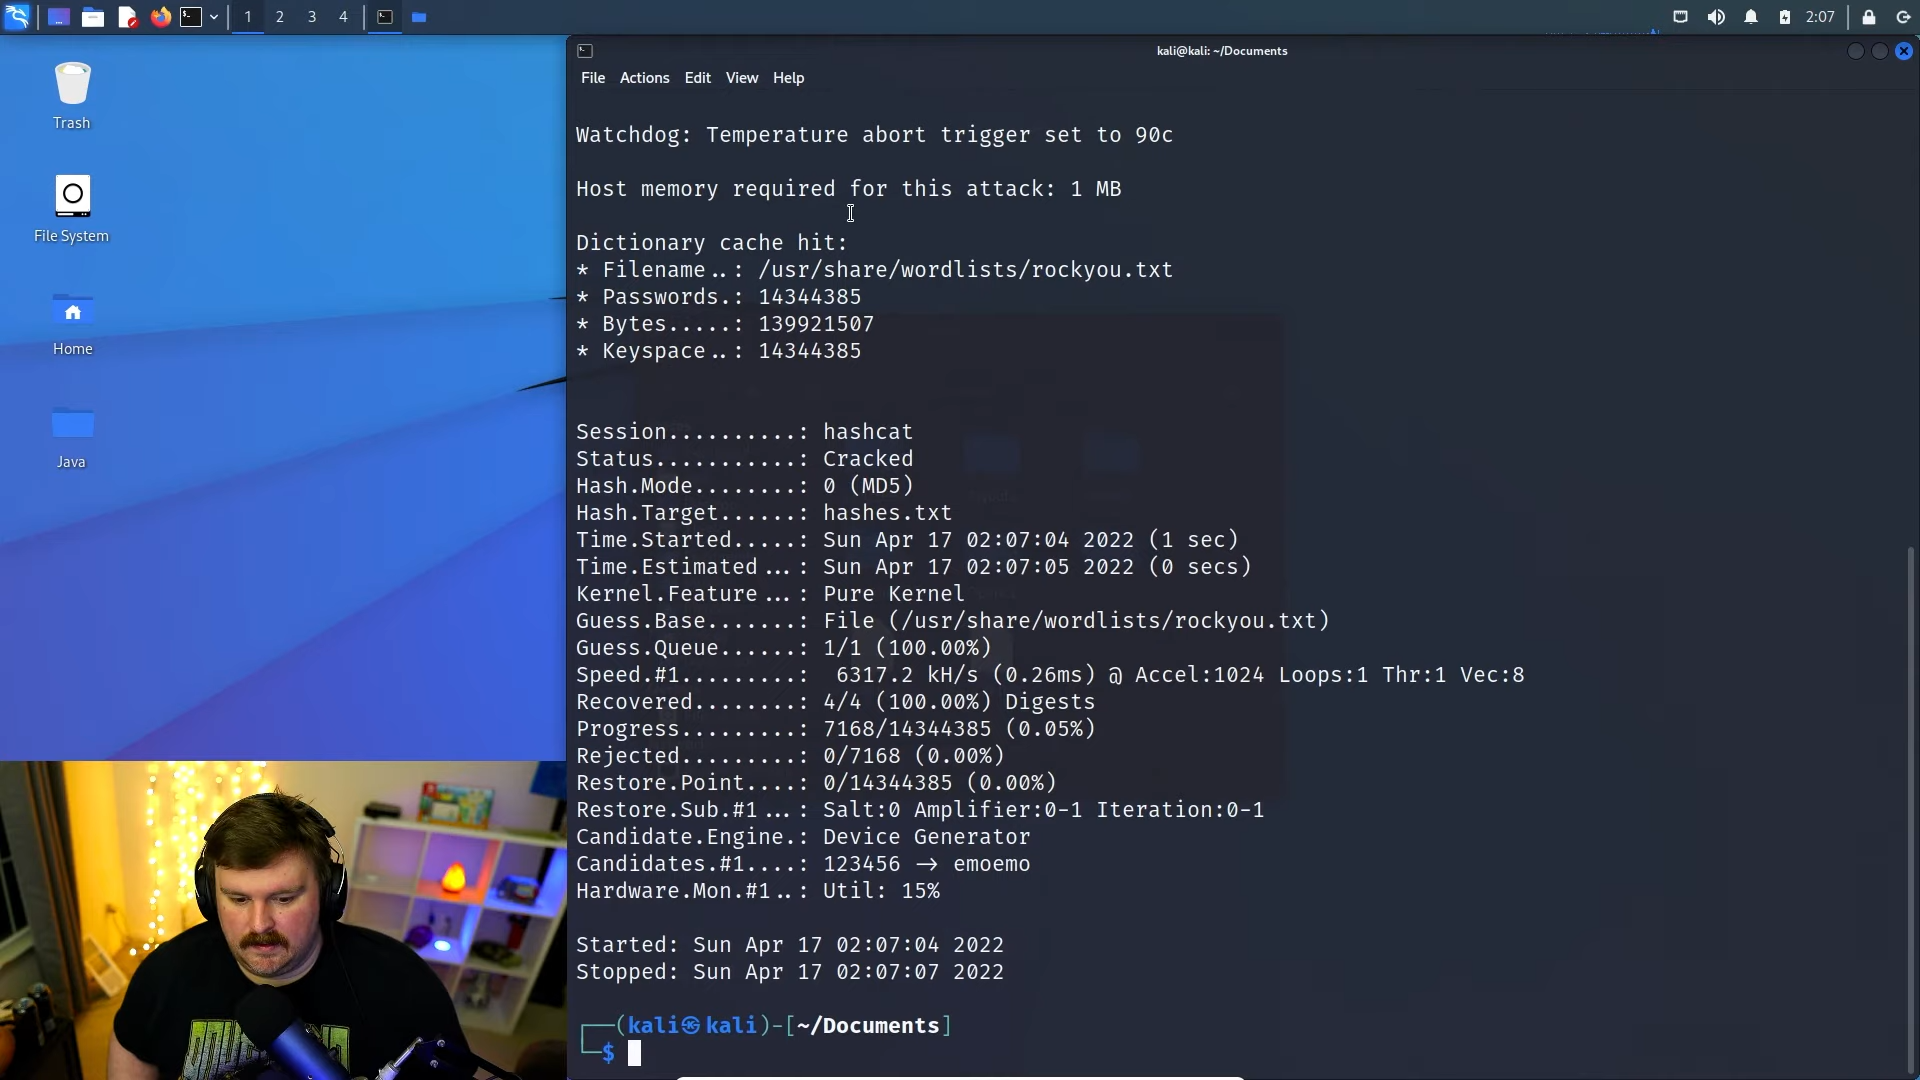 1 2 3 4 2:07
kali@kali: ~/Documents
File Actions Edit View Help
Trash
File System
Home
Java
Watchdog: Temperature abort trigger set to 90c
Host memory required for this attack: 1 MB
Dictionary cache hit:
* Filename..: /usr/share/wordlists/rockyou.txt
* Passwords.: 14344385
* Bytes.....: 139921507
* Keyspace..: 14344385
Session..........: hashcat
Status...........: Cracked
Hash.Mode........: 0 (MD5)
Hash.Target......: hashes.txt
Time.Started.....: Sun Apr 17 02:07:04 2022 (1 sec)
Time.Estimated...: Sun Apr 17 02:07:05 2022 (0 secs)
Kernel.Feature...: Pure Kernel
Guess.Base.......: File (/usr/share/wordlists/rockyou.txt)
Guess.Queue......: 1/1 (100.00%)
Speed.#1.........: 6317.2 kH/s (0.26ms) @ Accel:1024 Loops:1 Thr:1 Vec:8
Recovered........: 4/4 (100.00%) Digests
Progress.........: 7168/14344385 (0.05%)
Rejected.........: 0/7168 (0.00%)
Restore.Point....: 0/14344385 (0.00%)
Restore.Sub.#1...: Salt:0 Amplifier:0-1 Iteration:0-1
Candidate.Engine.: Device Generator
Candidates.#1....: 123456 -> emoemo
Hardware.Mon.#1..: Util: 15%
Started: Sun Apr 17 02:07:04 2022
Stopped: Sun Apr 17 02:07:07 2022
┌──(kali㉿kali)-[~/Documents]
└─$